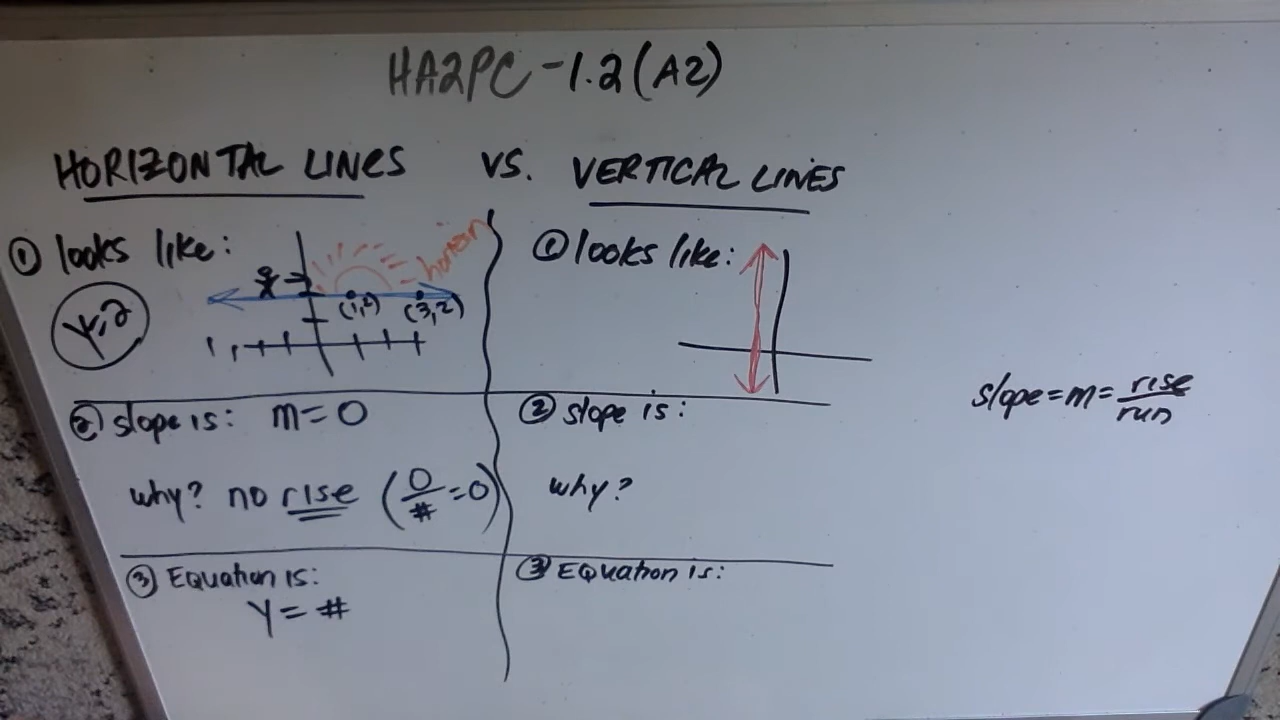 HA2PC - 1.2 (A2)
HORIZONTAL LINES VS. VERTICAL LINES
① looks like:
horizon
(1,2) (3,2)
② slope is: m = 0
why? no rise (0/# = 0)
③ Equation is:
Y = #
① looks like:
② slope is:
why?
③ Equation is:
slope = m = rise/run